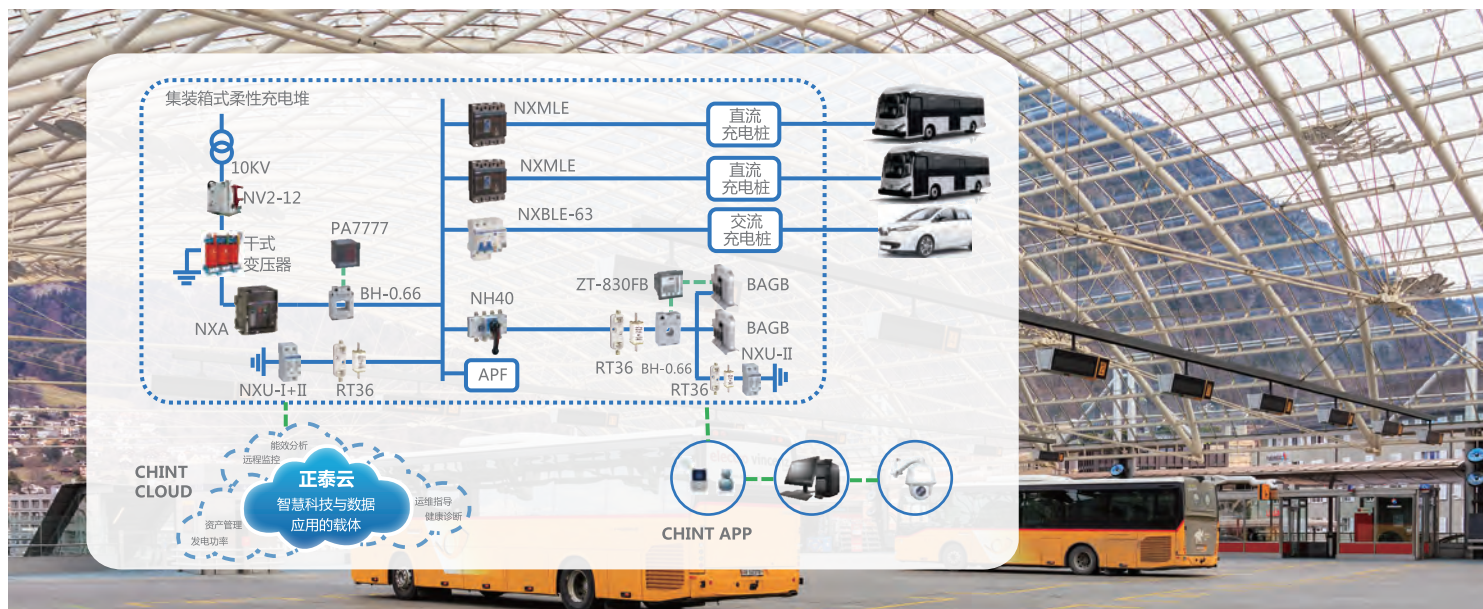 集装箱式柔性充电堆
10KV
NV2-12
干式
变压器
NXA
PA7777
BH-0.66
NXU-I+II
RT36
NXMLE
直流
充电桩
NXMLE
直流
充电桩
NXBLE-63
交流
充电桩
NH40
APF
ZT-830FB
BAGB
BAGB
RT36
BH-0.66
NXU-II
RT36
CHINT
CLOUD
能效分析
远程监控
正泰云
智慧科技与数据
应用的载体
资产管理
发电功率
运维指导
健康诊断
CHINT APP